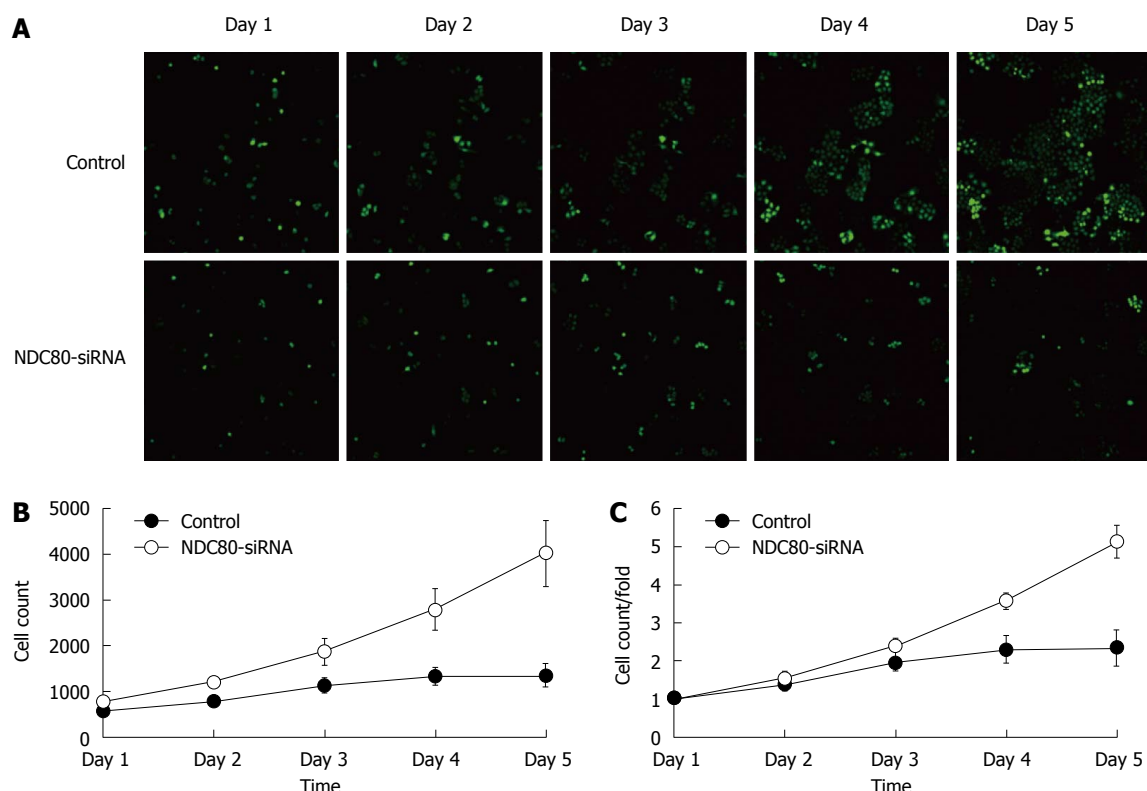 A
Day 1 Day 2 Day 3 Day 4 Day 5
Control
NDC80-siRNA
B
Control
NDC80-siRNA
5000
4000
3000
2000
1000
0
Cell count
Day 1 Day 2 Day 3 Day 4 Day 5
Time
C
Control
NDC80-siRNA
6
5
4
3
2
1
0
Cell count/fold
Day 1 Day 2 Day 3 Day 4 Day 5
Time